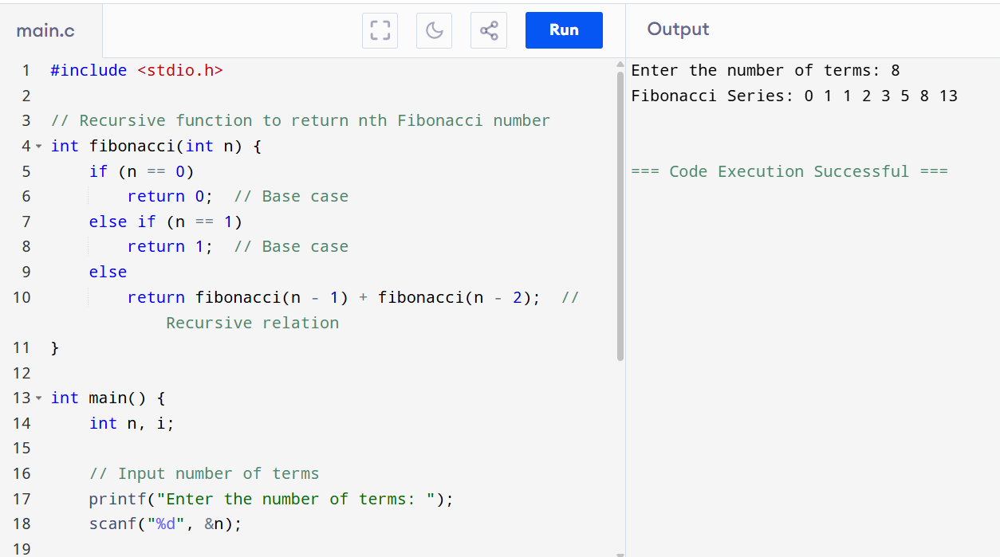 main.c
Run
Output
1 #include <stdio.h>
2
3 // Recursive function to return nth Fibonacci number
4 int fibonacci(int n) {
5     if (n == 0)
6         return 0;  // Base case
7     else if (n == 1)
8         return 1;  // Base case
9     else
10         return fibonacci(n - 1) + fibonacci(n - 2);  //
            Recursive relation
11 }
12
13 int main() {
14     int n, i;
15
16     // Input number of terms
17     printf("Enter the number of terms: ");
18     scanf("%d", &n);
19
Enter the number of terms: 8
Fibonacci Series: 0 1 1 2 3 5 8 13
=== Code Execution Successful ===